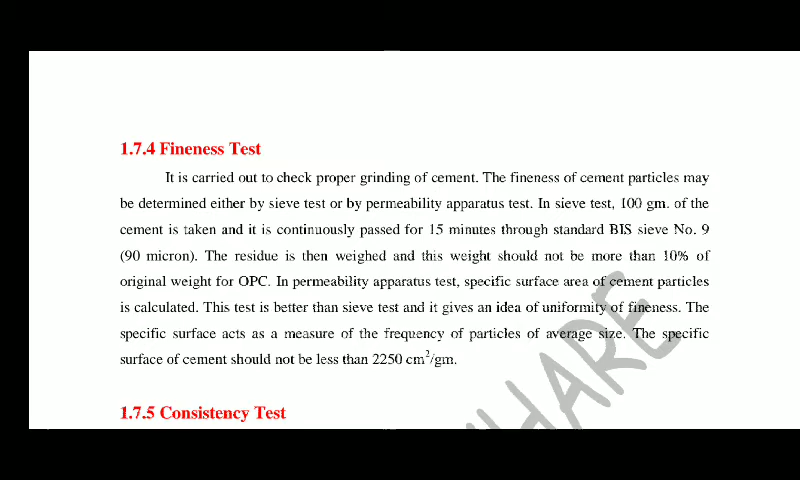 1.7.4 Fineness Test
It is carried out to check proper grinding of cement. The fineness of cement particles may
be determined either by sieve test or by permeability apparatus test. In sieve test, 100 gm. of the
cement is taken and it is continuously passed for 15 minutes through standard BIS sieve No. 9
(90 micron). The residue is then weighed and this weight should not be more than 10% of
original weight for OPC. In permeability apparatus test, specific surface area of cement particles
is calculated. This test is better than sieve test and it gives an idea of uniformity of fineness. The
specific surface acts as a measure of the frequency of particles of average size. The specific
surface of cement should not be less than 2250 cm²/gm.
1.7.5 Consistency Test
HARE